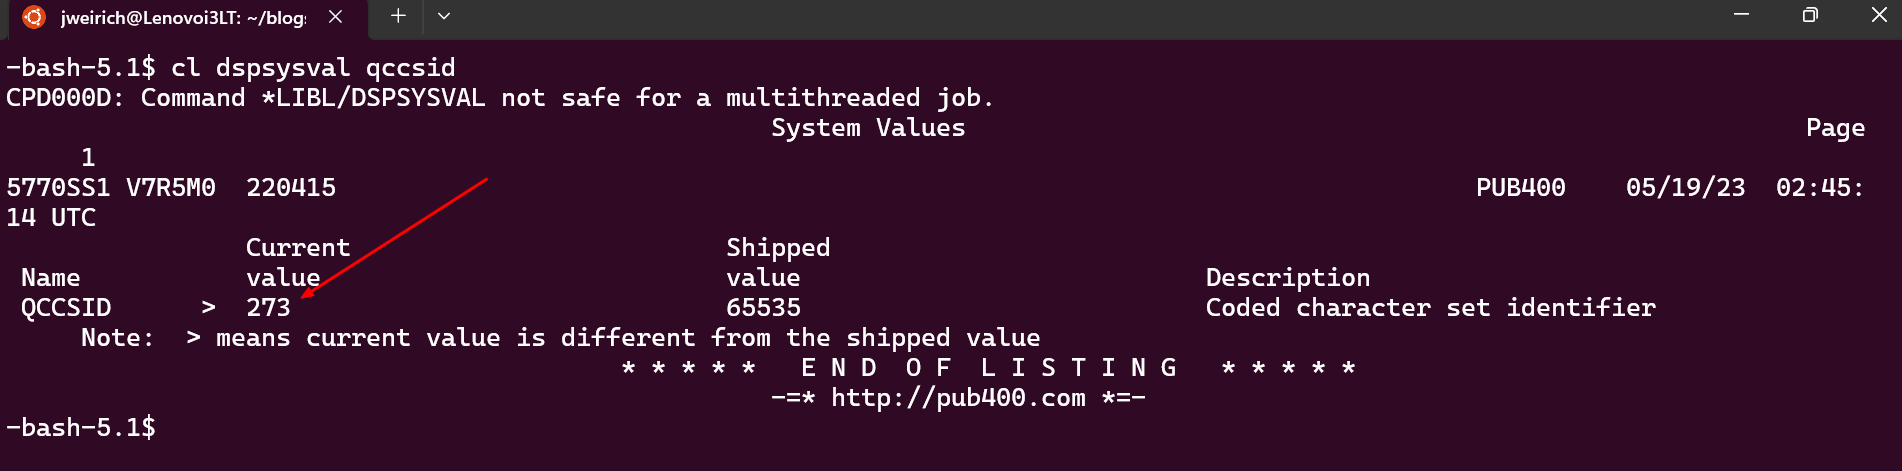 jweirich@Lenovoi3LT: ~/blog
-bash-5.1$ cl dspsysval qccsid
CPD000D: Command *LIBL/DSPSYSVAL not safe for a multithreaded job.
System Values Page
1
5770SS1 V7R5M0 220415 PUB400 05/19/23 02:45:
14 UTC
Current Shipped
Name value value Description
QCCSID > 273 65535 Coded character set identifier
Note: > means current value is different from the shipped value
* * * * * E N D O F L I S T I N G * * * * *
-=* http://pub400.com *=-
-bash-5.1$